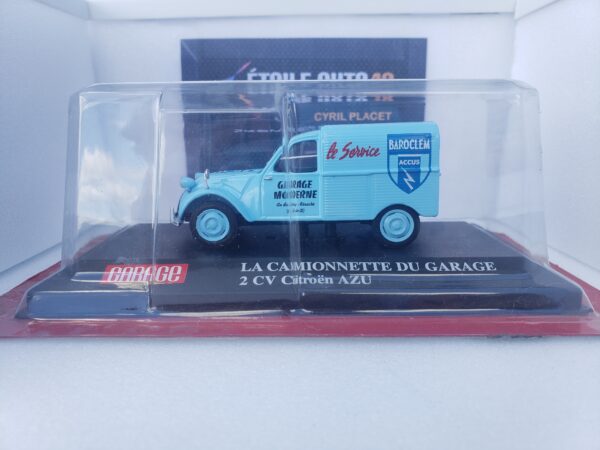 ÉTOILE AUTO
CYRIL PLACET
le Service
BAROCLEM
ACCUS
GARAGE
MODERNE
GARAGE
LA CAMIONNETTE DU GARAGE
2 CV Citroën AZU